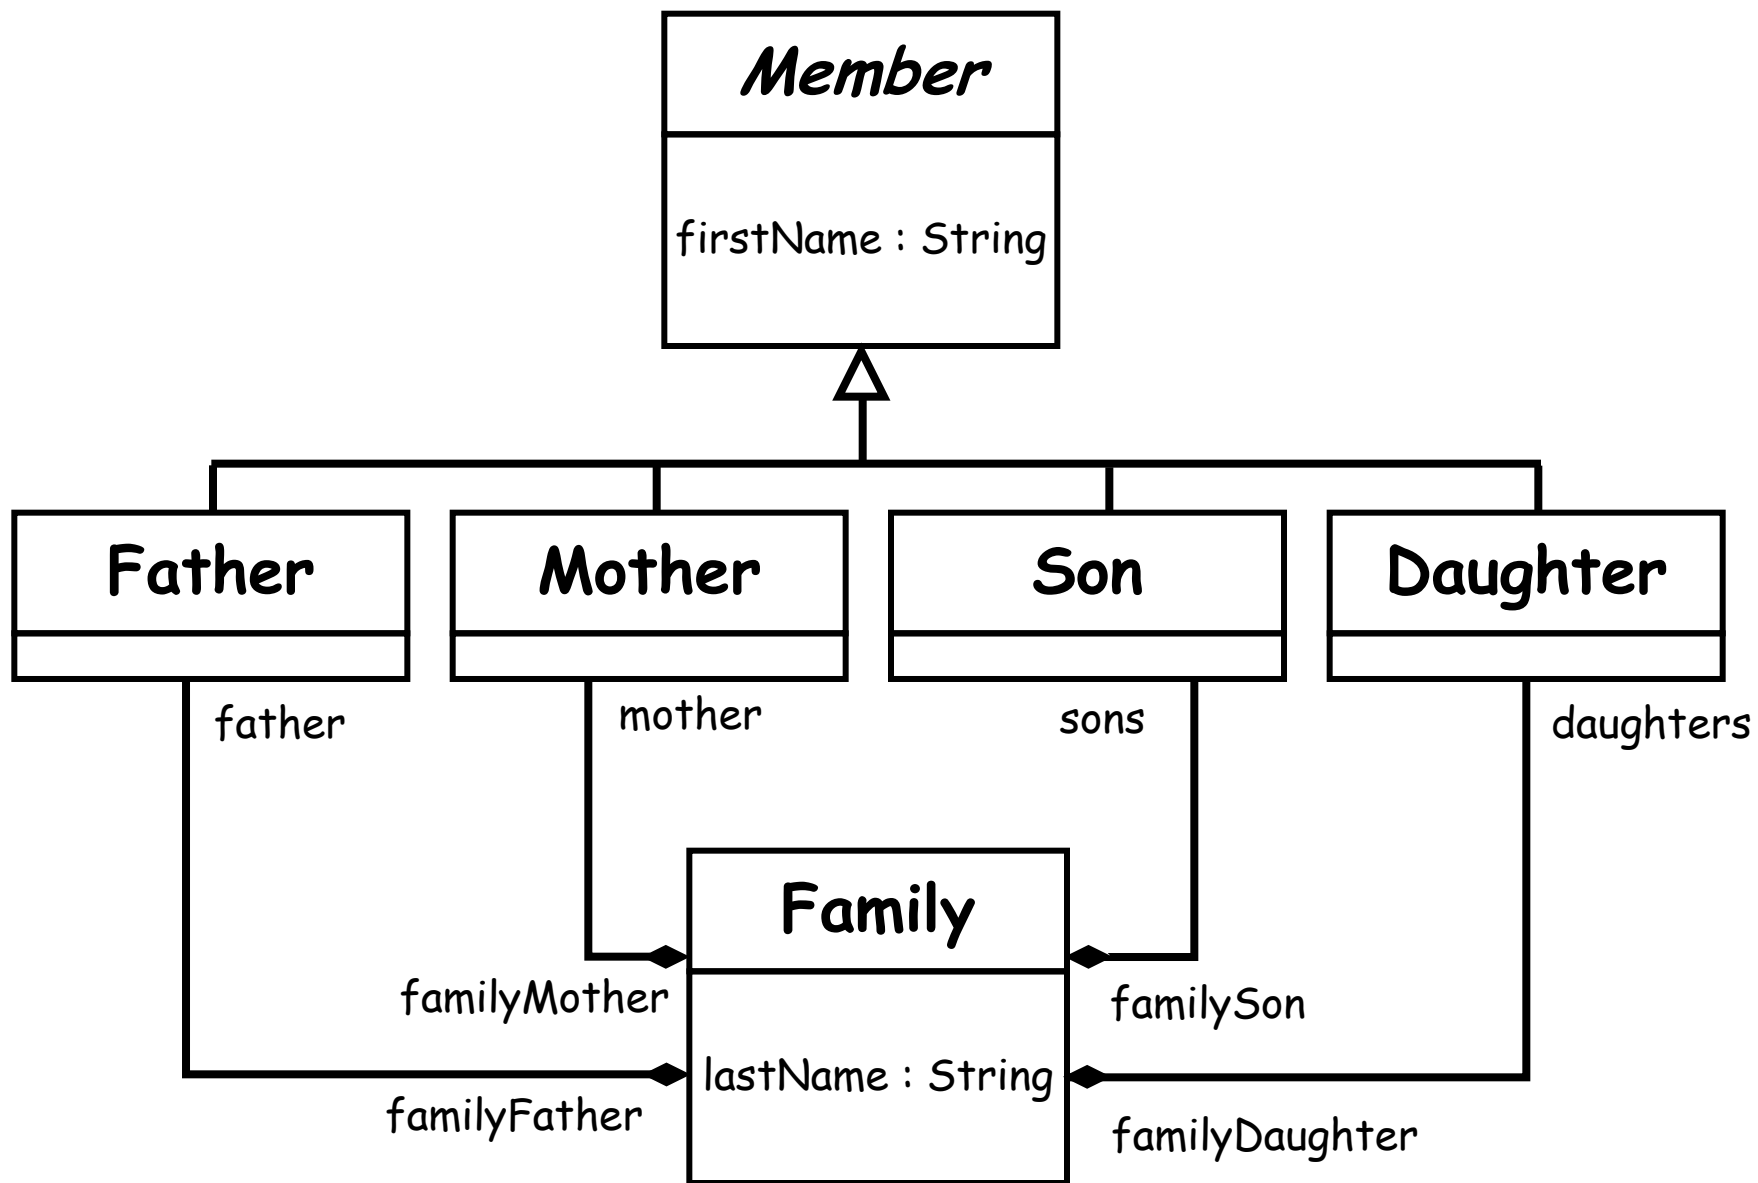 Member
firstName : String
Father
Mother
Son
Daughter
father
mother
sons
daughters
Family
familyMother
familySon
lastName : String
familyFather
familyDaughter